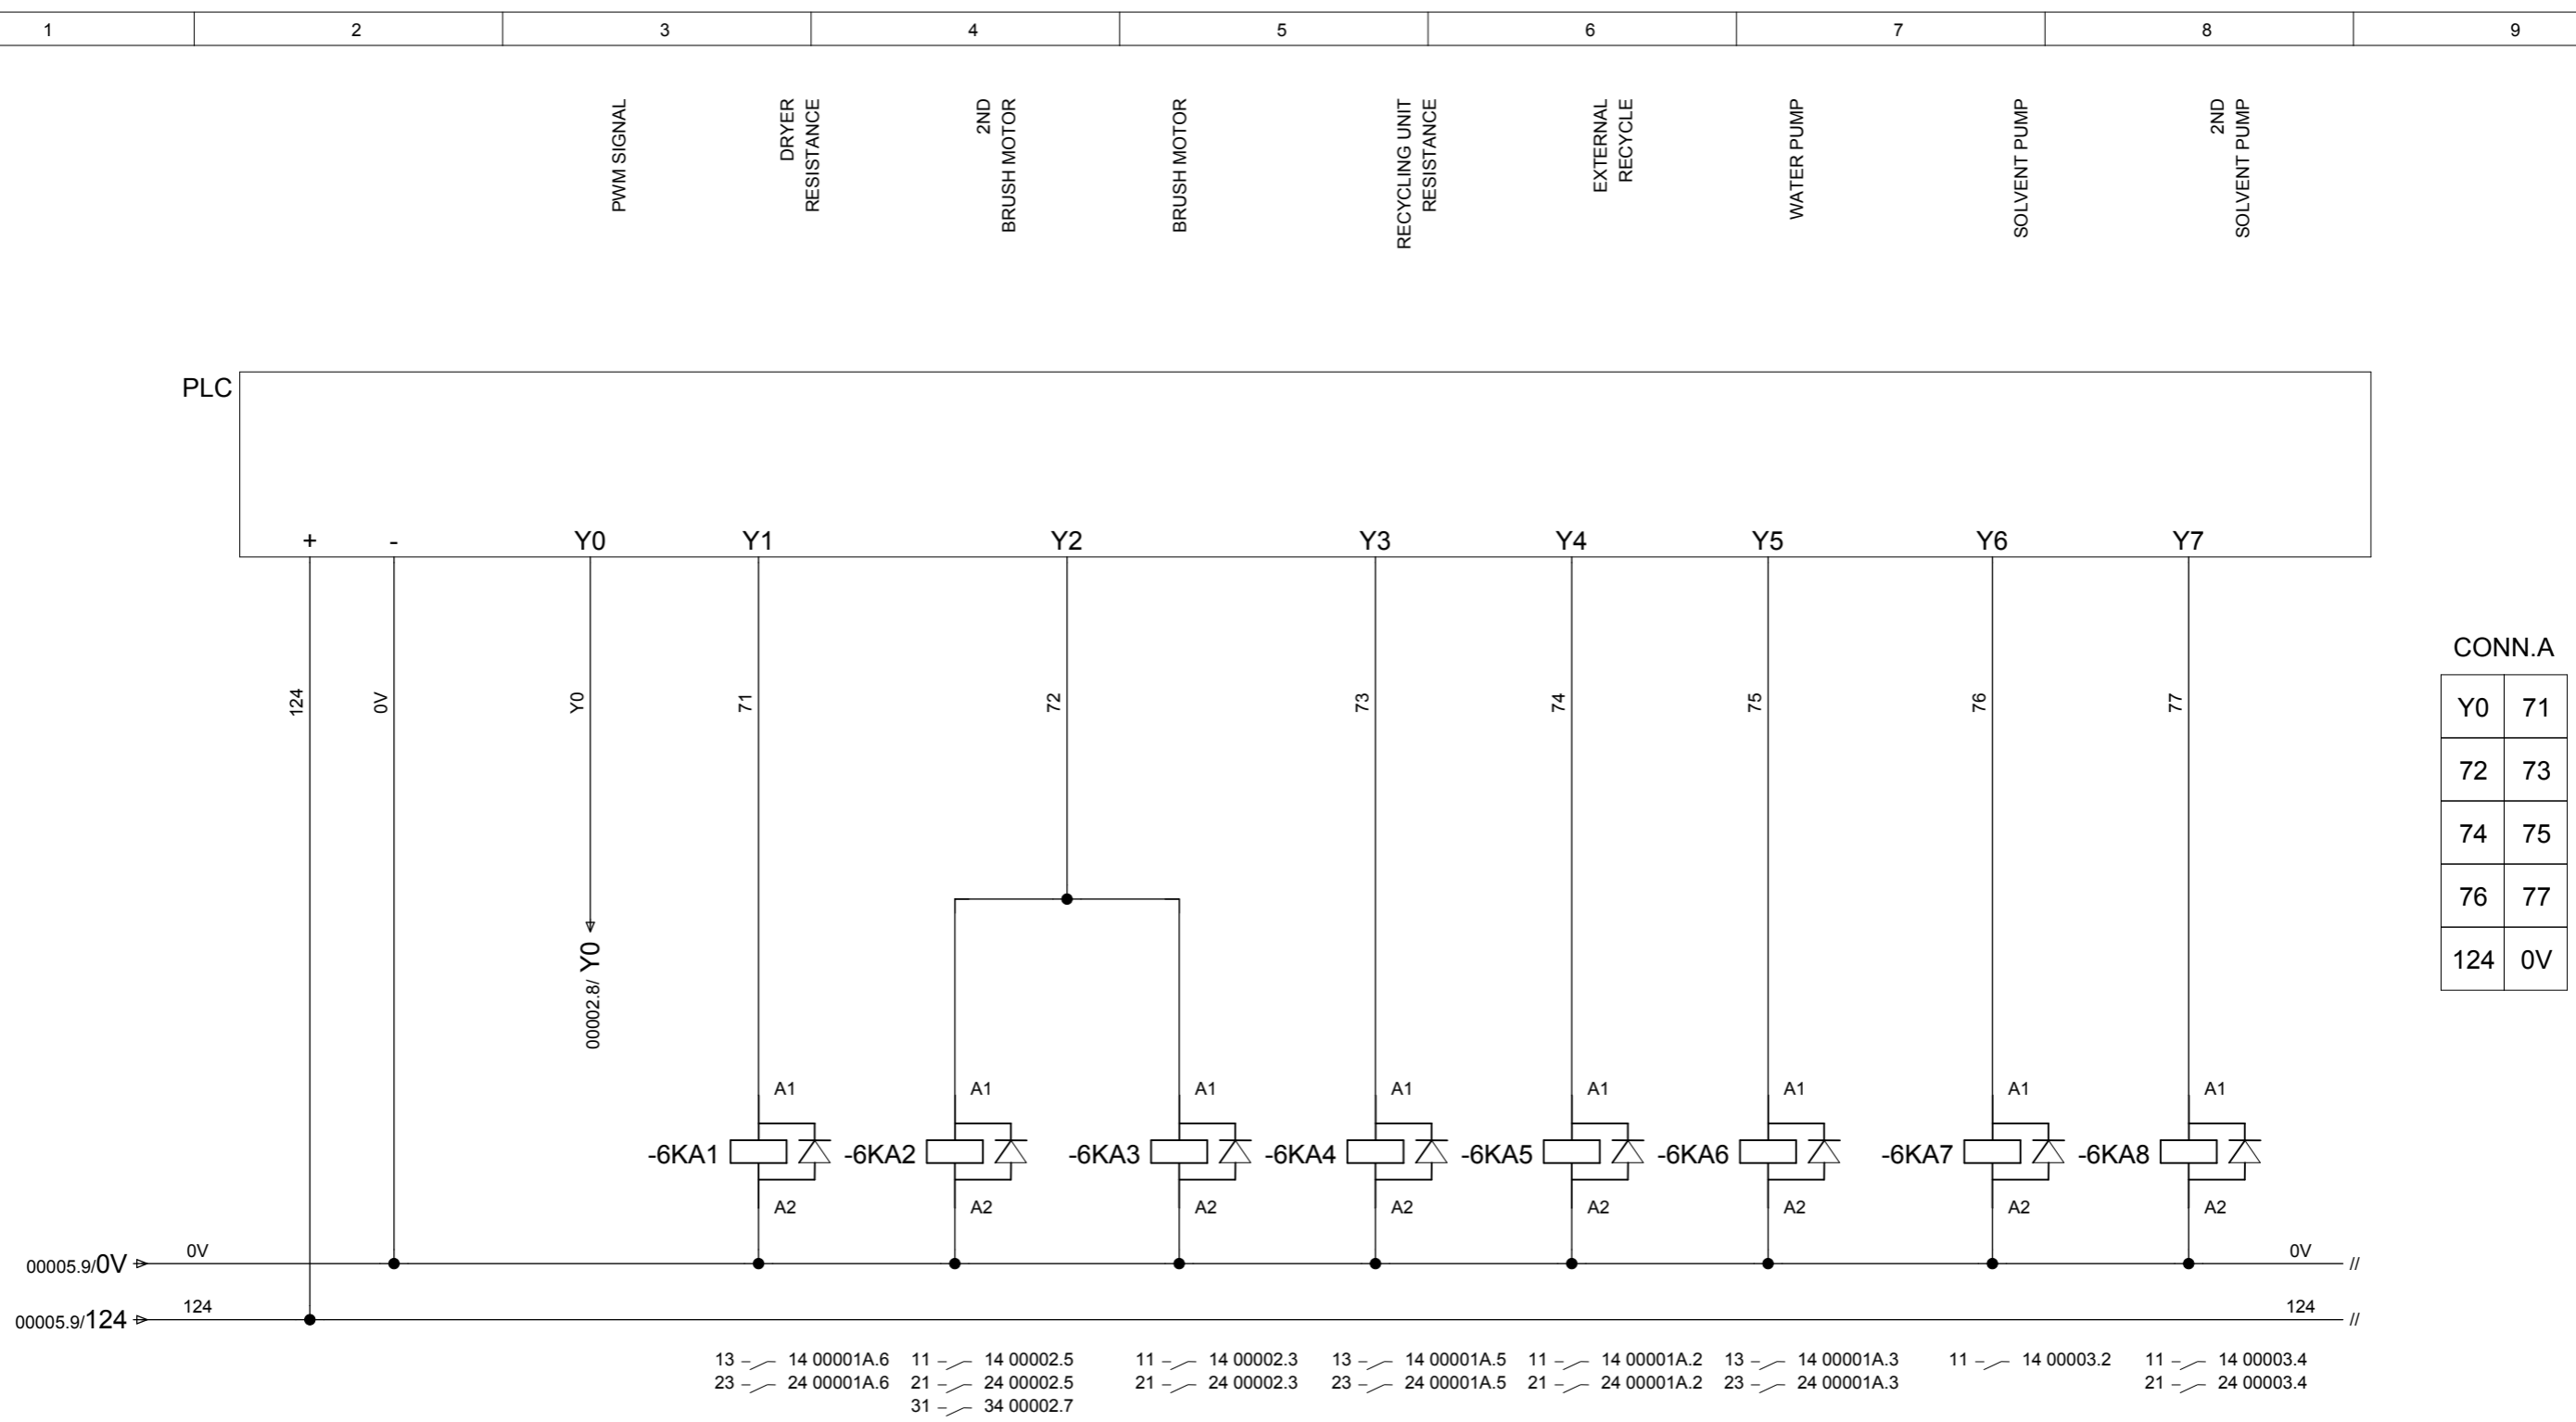 1 2 3 4 5 6 7 8 9
PWM SIGNAL
DRYER
RESISTANCE
2ND
BRUSH MOTOR
BRUSH MOTOR
RECYCLING UNIT
RESISTANCE
EXTERNAL
RECYCLE
WATER PUMP
SOLVENT PUMP
2ND
SOLVENT PUMP
PLC
+ - Y0 Y1 Y2 Y3 Y4 Y5 Y6 Y7
124 0V Y0 71 72 73 74 75 76 77
CONN.A
Y0 71
72 73
74 75
76 77
124 0V
00002.8/ Y0
A1 A1 A1 A1 A1 A1 A1 A1
-6KA1 -6KA2 -6KA3 -6KA4 -6KA5 -6KA6 -6KA7 -6KA8
A2 A2 A2 A2 A2 A2 A2 A2
00005.9/0V 0V 0V //
00005.9/124 124 124 //
13 14 00001A.6 11 14 00002.5 11 14 00002.3 13 14 00001A.5 11 14 00001A.2 13 14 00001A.3 11 14 00003.2 11 14 00003.4
23 24 00001A.6 21 24 00002.5 21 24 00002.3 23 24 00001A.5 21 24 00001A.2 23 24 00001A.3 21 24 00003.4
31 34 00002.7